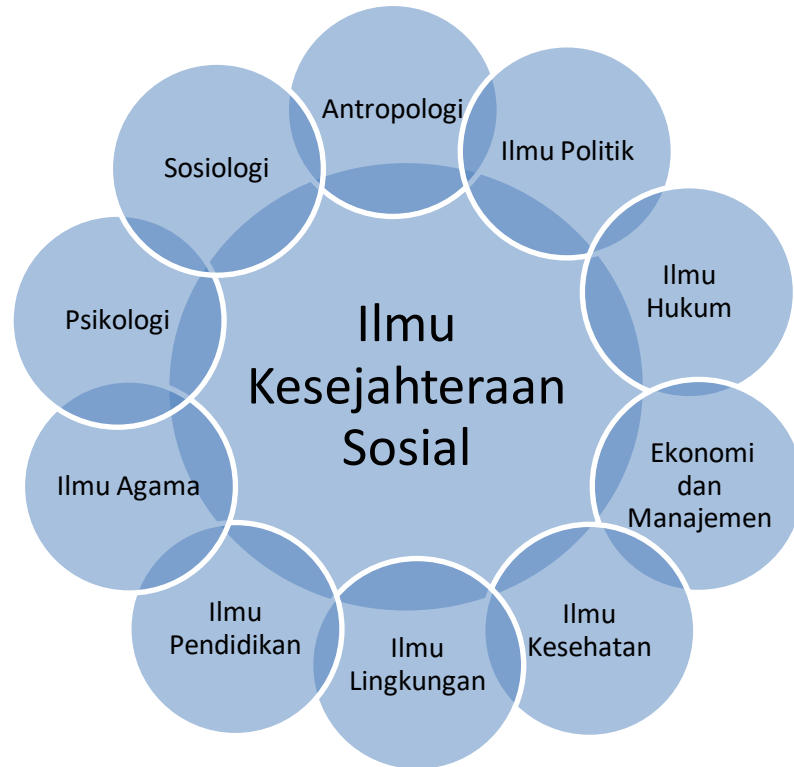 Antropologi
Ilmu Politik
Sosiologi
Ilmu
Hukum
Psikologi
Ilmu
Kesejahteraan
Sosial
Ekonomi
dan
Manajemen
Ilmu Agama
Ilmu
Pendidikan
Ilmu
Lingkungan
Ilmu
Kesehatan